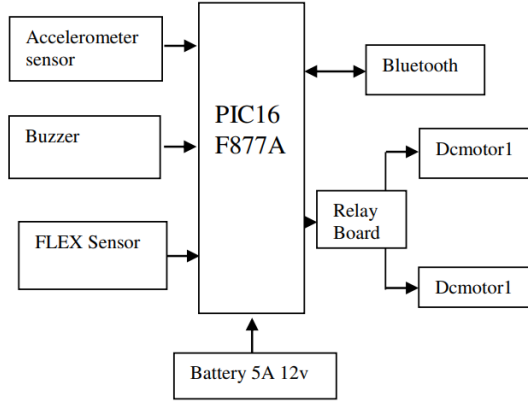 Accelerometer
sensor
Buzzer
FLEX Sensor
PIC16
F877A
Bluetooth
Relay
Board
Dcmotor1
Dcmotor1
Battery 5A 12v